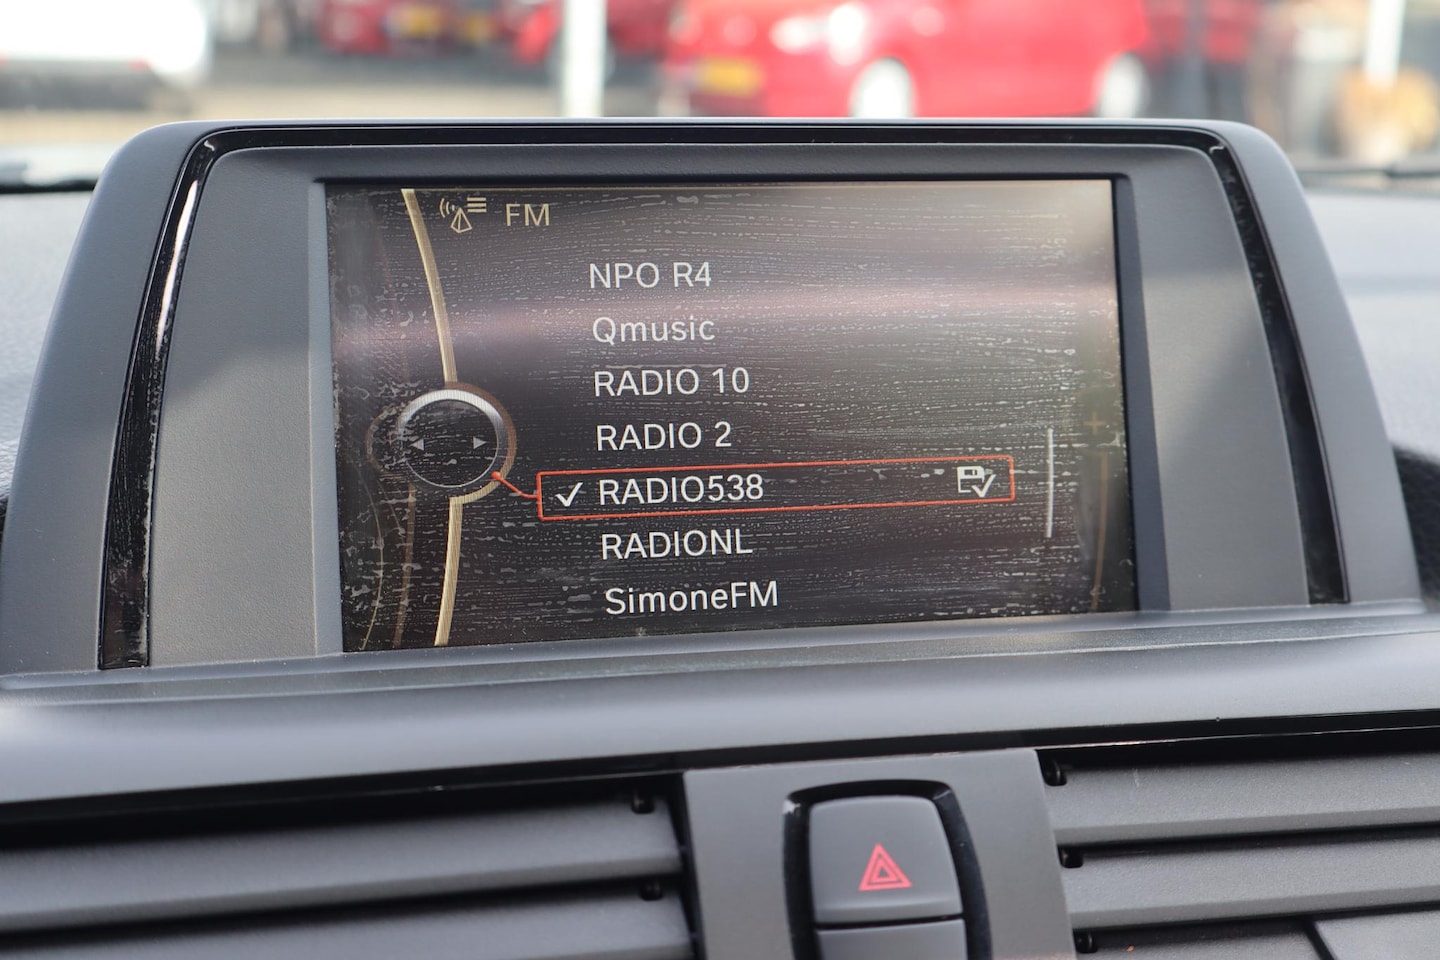 FM
NPO R4
Qmusic
RADIO 10
RADIO 2
RADIO538
RADIONL
SimoneFM